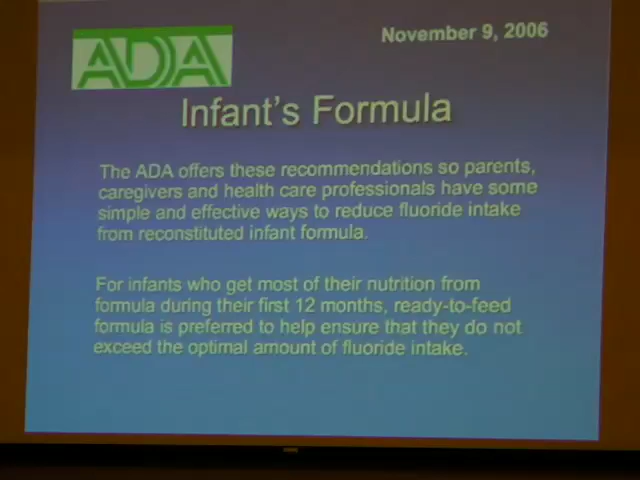 ADA
November 9, 2006
Infant's Formula
The ADA offers these recommendations so parents,
caregivers and health care professionals have some
simple and effective ways to reduce fluoride intake
from reconstituted infant formula.
For infants who get most of their nutrition from
formula during their first 12 months, ready-to-feed
formula is preferred to help ensure that they do not
exceed the optimal amount of fluoride intake.